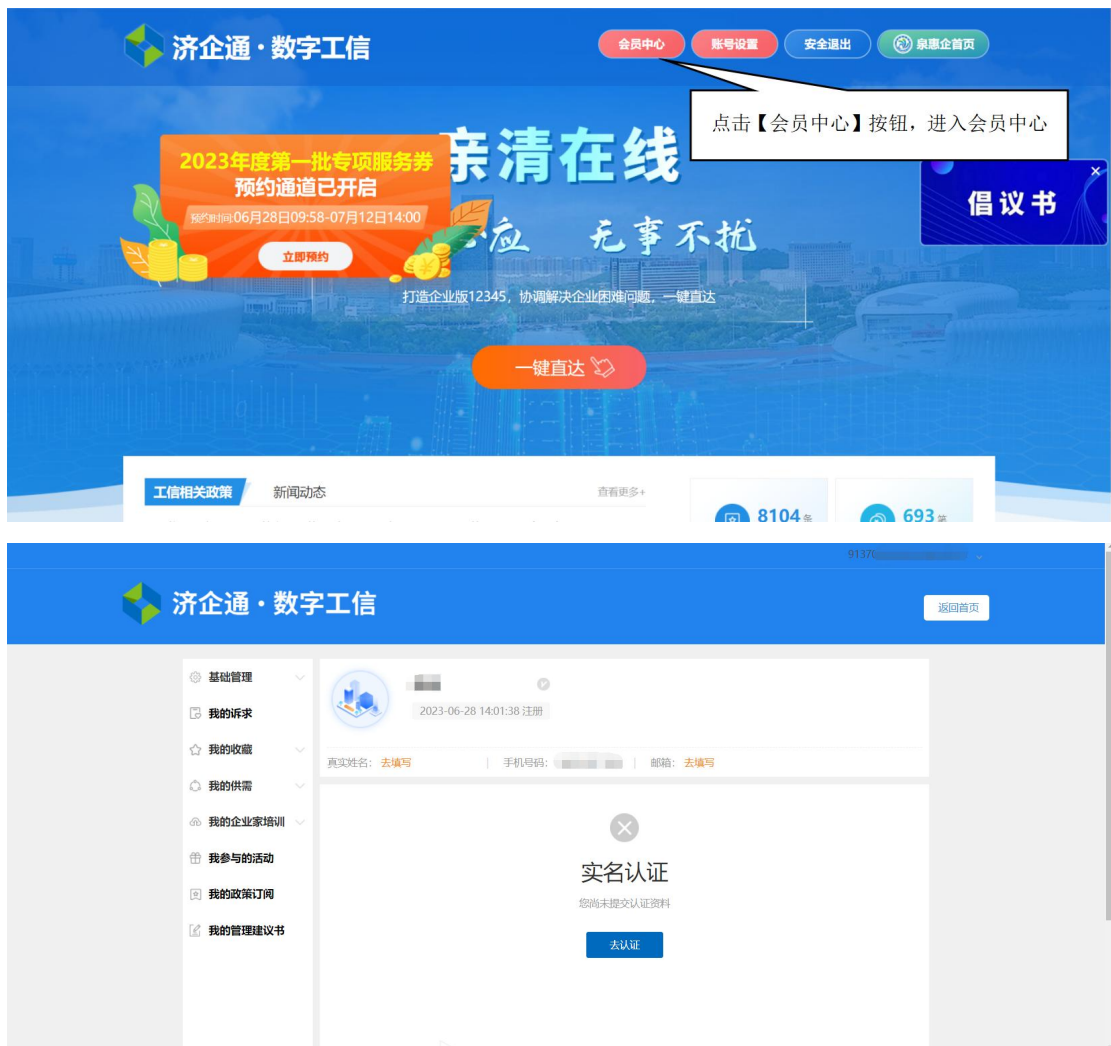 济企通·数字工信
会员中心
账号设置
安全退出
泉惠企首页
点击【会员中心】按钮，进入会员中心
亲清在线
2023年度第一批专项服务券
预约通道已开启
预约时间:06月28日09:58-07月12日14:00
立即预约
倡议书
应 无事不扰
打造企业版12345，协调解决企业困难问题，一键直达
一键直达
工信相关政策
新闻动态
查看更多+
8104
693
9137
济企通·数字工信
返回首页
基础管理
我的诉求
我的收藏
我的供需
我的企业家培训
我参与的活动
我的政策订阅
我的管理建议书
2023-06-28 14:01:38 注册
真实姓名：去填写
手机号码：
邮箱：去填写
实名认证
您尚未提交认证资料
去认证